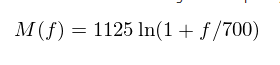 M(f) = 1125 ln(1 + f/700)